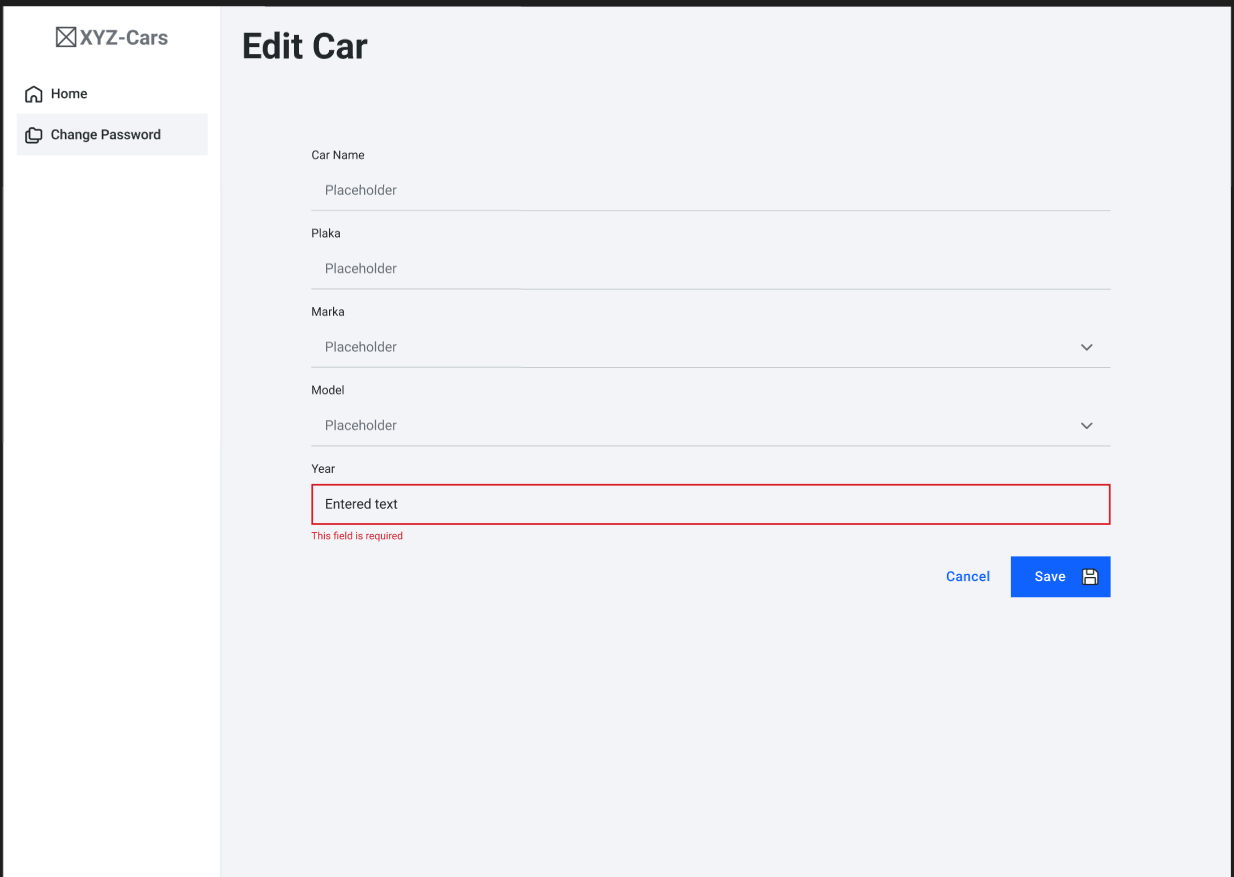 XYZ-Cars
Home
Change Password
Edit Car
Car Name
Placeholder
Plaka
Placeholder
Marka
Placeholder
Model
Placeholder
Year
Entered text
This field is required
Cancel
Save